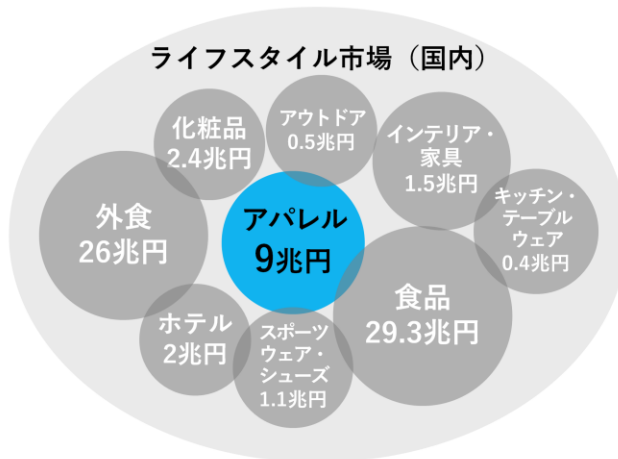 ライフスタイル市場（国内）
化粧品
2.4兆円
アウトドア
0.5兆円
インテリア・
家具
1.5兆円
外食
26兆円
アパレル
9兆円
キッチン・
テーブル
ウェア
0.4兆円
ホテル
2兆円
スポーツ
ウェア・
シューズ
1.1兆円
食品
29.3兆円